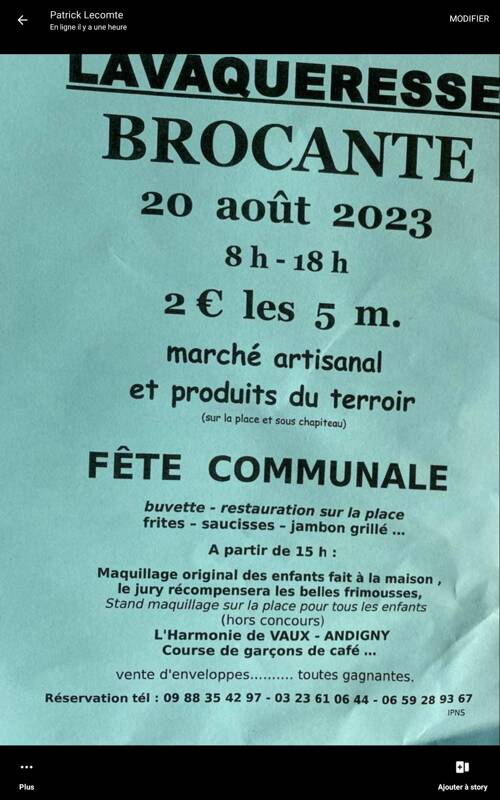 Patrick Lecomte
En ligne il y a une heure
MODIFIER
LAVAQUERESSE
BROCANTE
20 août 2023
8 h - 18 h
2 € les 5 m.
marché artisanal
et produits du terroir
(sur la place et sous chapiteau)
FÊTE COMMUNALE
buvette - restauration sur la place
frites - saucisses - jambon grillé ...
A partir de 15 h :
Maquillage original des enfants fait à la maison ,
le jury récompensera les belles frimousses,
Stand maquillage sur la place pour tous les enfants
(hors concours)
L'Harmonie de VAUX - ANDIGNY
Course de garçons de café ...
vente d'enveloppes.......... toutes gagnantes.
Réservation tél : 09 88 35 42 97 - 03 23 61 06 44 - 06 59 28 93 67
IPNS
Plus
Ajouter à story